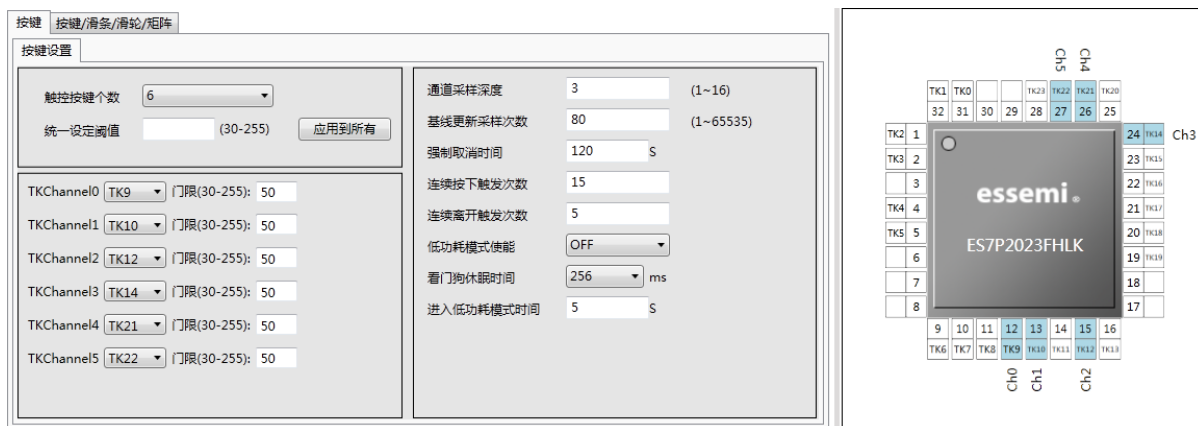 按键 按键/滑条/滑轮/矩阵
按键设置
触控按键个数 6
统一设定阈值 (30-255) 应用到所有
TKChannel0 TK9 门限(30-255): 50
TKChannel1 TK10 门限(30-255): 50
TKChannel2 TK12 门限(30-255): 50
TKChannel3 TK14 门限(30-255): 50
TKChannel4 TK21 门限(30-255): 50
TKChannel5 TK22 门限(30-255): 50
通道采样深度 3 (1~16)
基线更新采样次数 80 (1~65535)
强制取消时间 120 S
连续按下触发次数 15
连续离开触发次数 5
低功耗模式使能 OFF
看门狗休眠时间 256 ms
进入低功耗模式时间 5 S
Ch5 Ch4
TK1 TK0 TK23 TK22 TK21 TK20
32 31 30 29 28 27 26 25
TK2 1 24 TK14 Ch3
TK3 2 23 TK15
3 22 TK16
TK4 4 21 TK17
TK5 5 20 TK18
6 19 TK19
7 18
8 17
essemi®
ES7P2023FHLK
9 10 11 12 13 14 15 16
TK6 TK7 TK8 TK9 TK10 TK11 TK12 TK13
Ch0 Ch1 Ch2